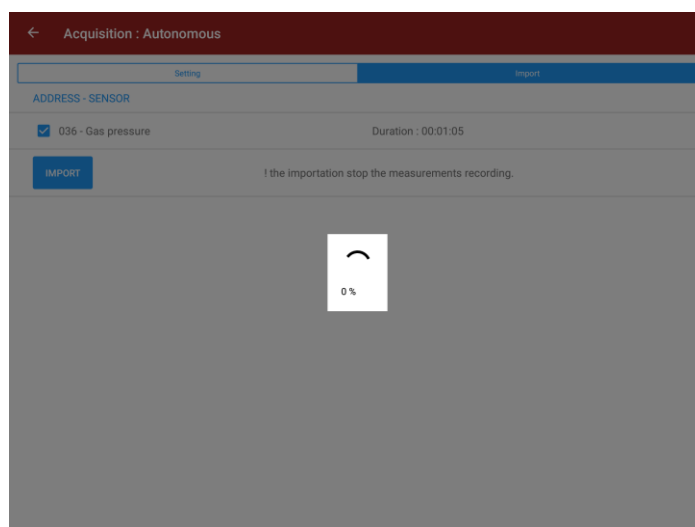 Acquisition : Autonomous
Setting Import
ADDRESS - SENSOR
036 - Gas pressure Duration : 00:01:05
IMPORT ! the importation stop the measurements recording.
0 %